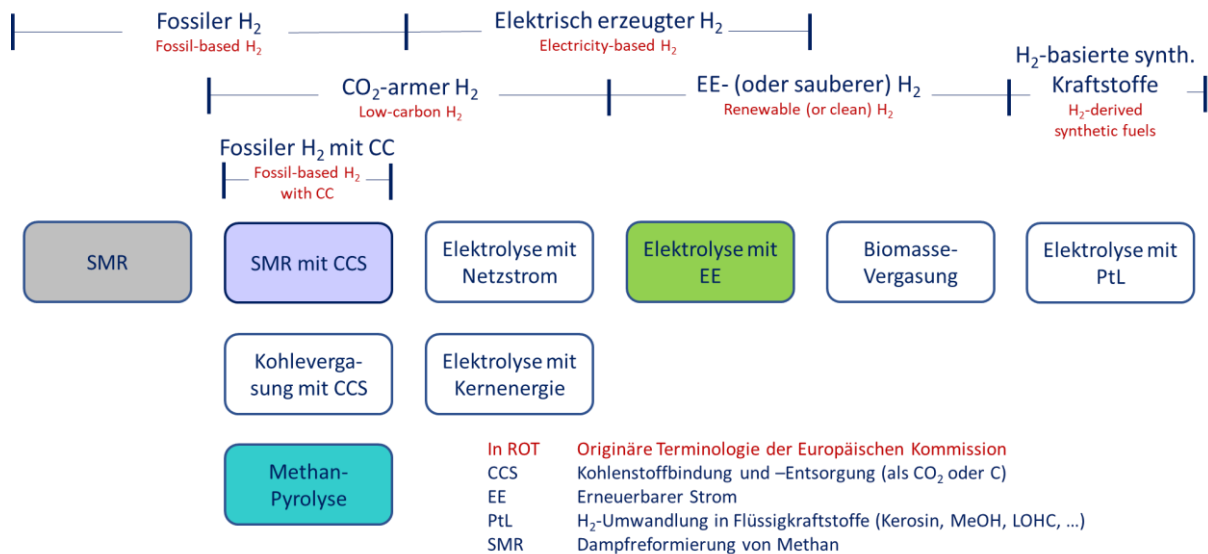 Fossiler H₂
Fossil-based H₂
Elektrisch erzeugter H₂
Electricity-based H₂
CO₂-armer H₂
Low-carbon H₂
EE- (oder sauberer) H₂
Renewable (or clean) H₂
H₂-basierte synth.
Kraftstoffe
H₂-derived
synthetic fuels
Fossiler H₂ mit CC
Fossil-based H₂
with CC
SMR
SMR mit CCS
Elektrolyse mit
Netzstrom
Elektrolyse mit
EE
Biomasse-
Vergasung
Elektrolyse mit
PtL
Kohleverga-
sung mit CCS
Elektrolyse mit
Kernenergie
Methan-
Pyrolyse
In ROT Originäre Terminologie der Europäischen Kommission
CCS Kohlenstoffbindung und –Entsorgung (als CO₂ oder C)
EE Erneuerbarer Strom
PtL H₂-Umwandlung in Flüssigkraftstoffe (Kerosin, MeOH, LOHC, …)
SMR Dampfreformierung von Methan